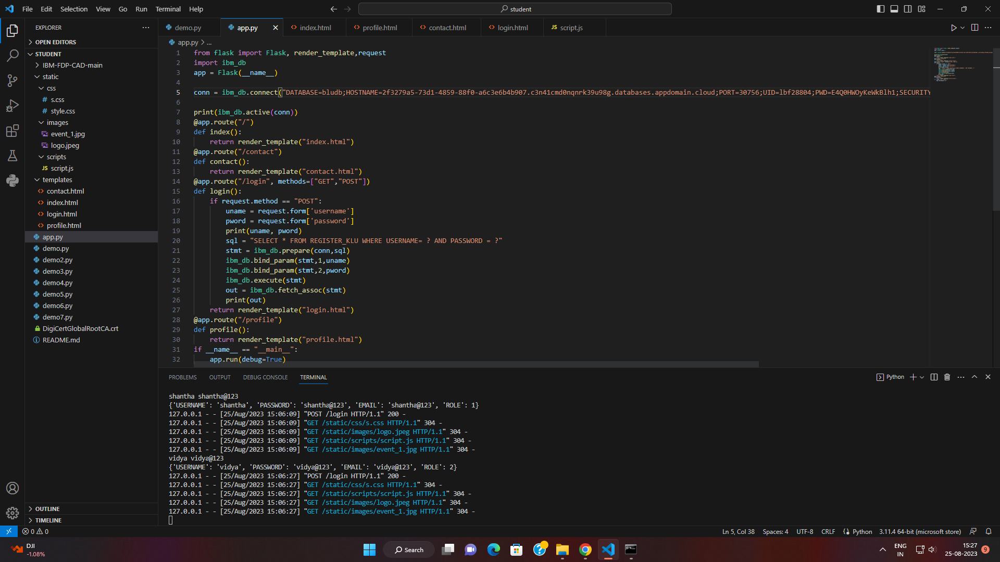 File Edit Selection View Go Run Terminal Help
student
EXPLORER
OPEN EDITORS
STUDENT
IBM-FDP-CAD-main
static
css
# s.css
# style.css
images
event_1.jpg
logo.jpeg
scripts
JS script.js
templates
<> contact.html
<> index.html
<> login.html
<> profile.html
app.py
demo.py
demo2.py
demo3.py
demo4.py
demo5.py
demo6.py
demo7.py
DigiCertGlobalRootCA.crt
README.md
OUTLINE
TIMELINE
demo.py app.py <> index.html <> profile.html <> contact.html <> login.html JS script.js
app.py > ...
1 from flask import Flask, render_template,request
2 import ibm_db
3 app = Flask(__name__)
4
5 conn = ibm_db.connect("DATABASE=bludb;HOSTNAME=2f3279a5-73d1-4859-88f0-a6c3e6b4b907.c3n41cmd0nqnrk39u98g.databases.appdomain.cloud;PORT=30756;UID=lbf28804;PWD=E4Q0HWOyKeWkBlh1;SECURITY
6
7 print(ibm_db.active(conn))
8 @app.route("/")
9 def index():
10     return render_template("index.html")
11 @app.route("/contact")
12 def contact():
13     return render_template("contact.html")
14 @app.route("/login", methods=["GET","POST"])
15 def login():
16     if request.method == "POST":
17         uname = request.form['username']
18         pword = request.form['password']
19         print(uname, pword)
20         sql = "SELECT * FROM REGISTER_KLU WHERE USERNAME= ? AND PASSWORD = ?"
21         stmt = ibm_db.prepare(conn,sql)
22         ibm_db.bind_param(stmt,1,uname)
23         ibm_db.bind_param(stmt,2,pword)
24         ibm_db.execute(stmt)
25         out = ibm_db.fetch_assoc(stmt)
26         print(out)
27     return render_template("login.html")
28 @app.route("/profile")
29 def profile():
30     return render_template("profile.html")
31 if __name__ == "__main__":
32     app.run(debug=True)
PROBLEMS OUTPUT DEBUG CONSOLE TERMINAL
Python
shantha shantha@123
{'USERNAME': 'shantha', 'PASSWORD': 'shantha@123', 'EMAIL': 'shantha@123', 'ROLE': 1}
127.0.0.1 - - [25/Aug/2023 15:06:09] "POST /login HTTP/1.1" 200 -
127.0.0.1 - - [25/Aug/2023 15:06:09] "GET /static/css/s.css HTTP/1.1" 304 -
127.0.0.1 - - [25/Aug/2023 15:06:09] "GET /static/images/logo.jpeg HTTP/1.1" 304 -
127.0.0.1 - - [25/Aug/2023 15:06:09] "GET /static/scripts/script.js HTTP/1.1" 304 -
127.0.0.1 - - [25/Aug/2023 15:06:09] "GET /static/images/event_1.jpg HTTP/1.1" 304 -
vidya vidya@123
{'USERNAME': 'vidya', 'PASSWORD': 'vidya@123', 'EMAIL': 'vidya@123', 'ROLE': 2}
127.0.0.1 - - [25/Aug/2023 15:06:27] "POST /login HTTP/1.1" 200 -
127.0.0.1 - - [25/Aug/2023 15:06:27] "GET /static/css/s.css HTTP/1.1" 304 -
127.0.0.1 - - [25/Aug/2023 15:06:27] "GET /static/scripts/script.js HTTP/1.1" 304 -
127.0.0.1 - - [25/Aug/2023 15:06:27] "GET /static/images/logo.jpeg HTTP/1.1" 304 -
127.0.0.1 - - [25/Aug/2023 15:06:27] "GET /static/images/event_1.jpg HTTP/1.1" 304 -
0 0 Ln 5, Col 38 Spaces: 4 UTF-8 CRLF Python 3.11.4 64-bit (microsoft store)
DJI
-1.08%
Search
ENG
IN
15:27
25-08-2023
9